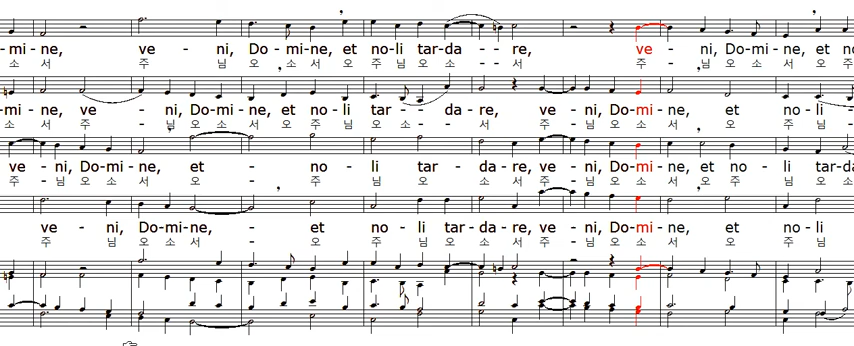 -mi-ne, ve - ni, Do-mi-ne, et no-li tar-da - re, ve - ni, Do-mi-ne, et no
소 서 주 - 님 오 소 서 오 주 님 오 소 - 서 주 - 님 오 소 서 오 주
-mi-ne, ve - ni, Do-mi-ne, et no-li tar - da-re, ve-ni, Do-mi-ne, et no-li
소 서 주 - 님 오 소 서 오 주 님 오 소 - 서 주 - 님 오 소 서 오 주 님
ve - ni, Do-mi-ne, et - no - li tar - da-re, ve-ni, Do-mi-ne, et no - li tar-da
주 - 님 오 소 서 오 - 주 님 오 소 서 주 - 님 오 소 서 오 주 님 오 소
ve - ni, Do-mi-ne, - et no - li tar-da-re, ve-ni, Do-mi-ne, et no-li
주 님 오 소 서 - 오 주 님 오 소 서 주 - 님 오 소 서 오 주 님